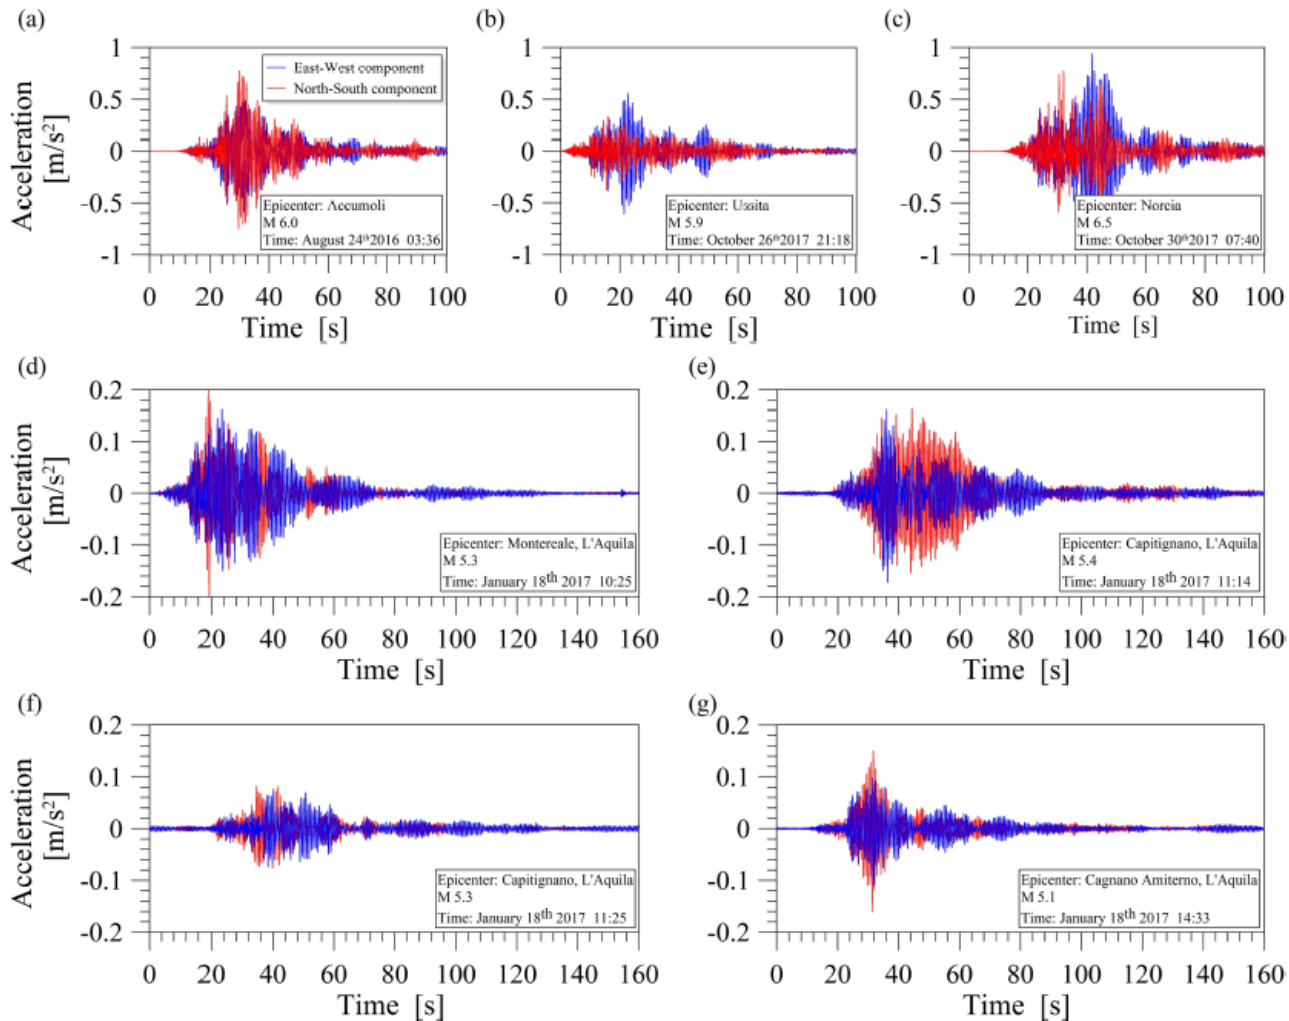 (a)
(b)
(c)
Acceleration
[m/s²]
1
0.5
0
-0.5
-1
East-West component
North-South component
Epicenter: Accumoli
M 6.0
Time: August 24th2016 03:36
0 20 40 60 80 100
Time [s]
1
0.5
0
-0.5
-1
Epicenter: Ussita
M 5.9
Time: October 26th2017 21:18
0 20 40 60 80 100
Time [s]
1
0.5
0
-0.5
-1
Epicenter: Norcia
M 6.5
Time: October 30th2017 07:40
0 20 40 60 80 100
Time [s]
(d)
(e)
Acceleration
[m/s²]
0.2
0.1
0
-0.1
-0.2
Epicenter: Montereale, L'Aquila
M 5.3
Time: January 18th 2017 10:25
0 20 40 60 80 100 120 140 160
Time [s]
0.2
0.1
0
-0.1
-0.2
Epicenter: Capitignano, L'Aquila
M 5.4
Time: January 18th 2017 11:14
0 20 40 60 80 100 120 140 160
Time [s]
(f)
(g)
Acceleration
[m/s²]
0.2
0.1
0
-0.1
-0.2
Epicenter: Capitignano, L'Aquila
M 5.3
Time: January 18th 2017 11:25
0 20 40 60 80 100 120 140 160
Time [s]
0.2
0.1
0
-0.1
-0.2
Epicenter: Cagnano Amiterno, L'Aquila
M 5.1
Time: January 18th 2017 14:33
0 20 40 60 80 100 120 140 160
Time [s]